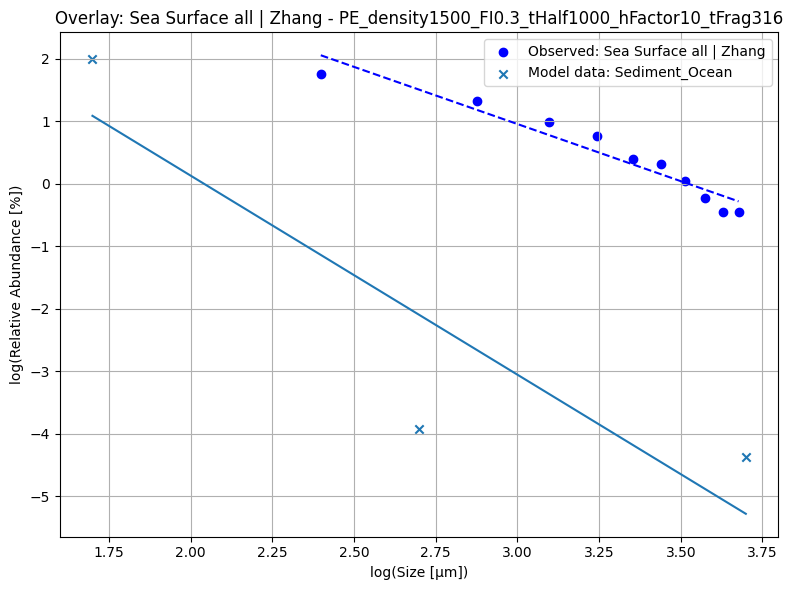 Overlay: Sea Surface all | Zhang - PE_density1500_FI0.3_tHalf1000_hFactor10_tFrag316
Observed: Sea Surface all | Zhang
Model data: Sediment_Ocean
log(Relative Abundance [%])
2
1
0
−1
−2
−3
−4
−5
1.75 2.00 2.25 2.50 2.75 3.00 3.25 3.50 3.75
log(Size [μm])